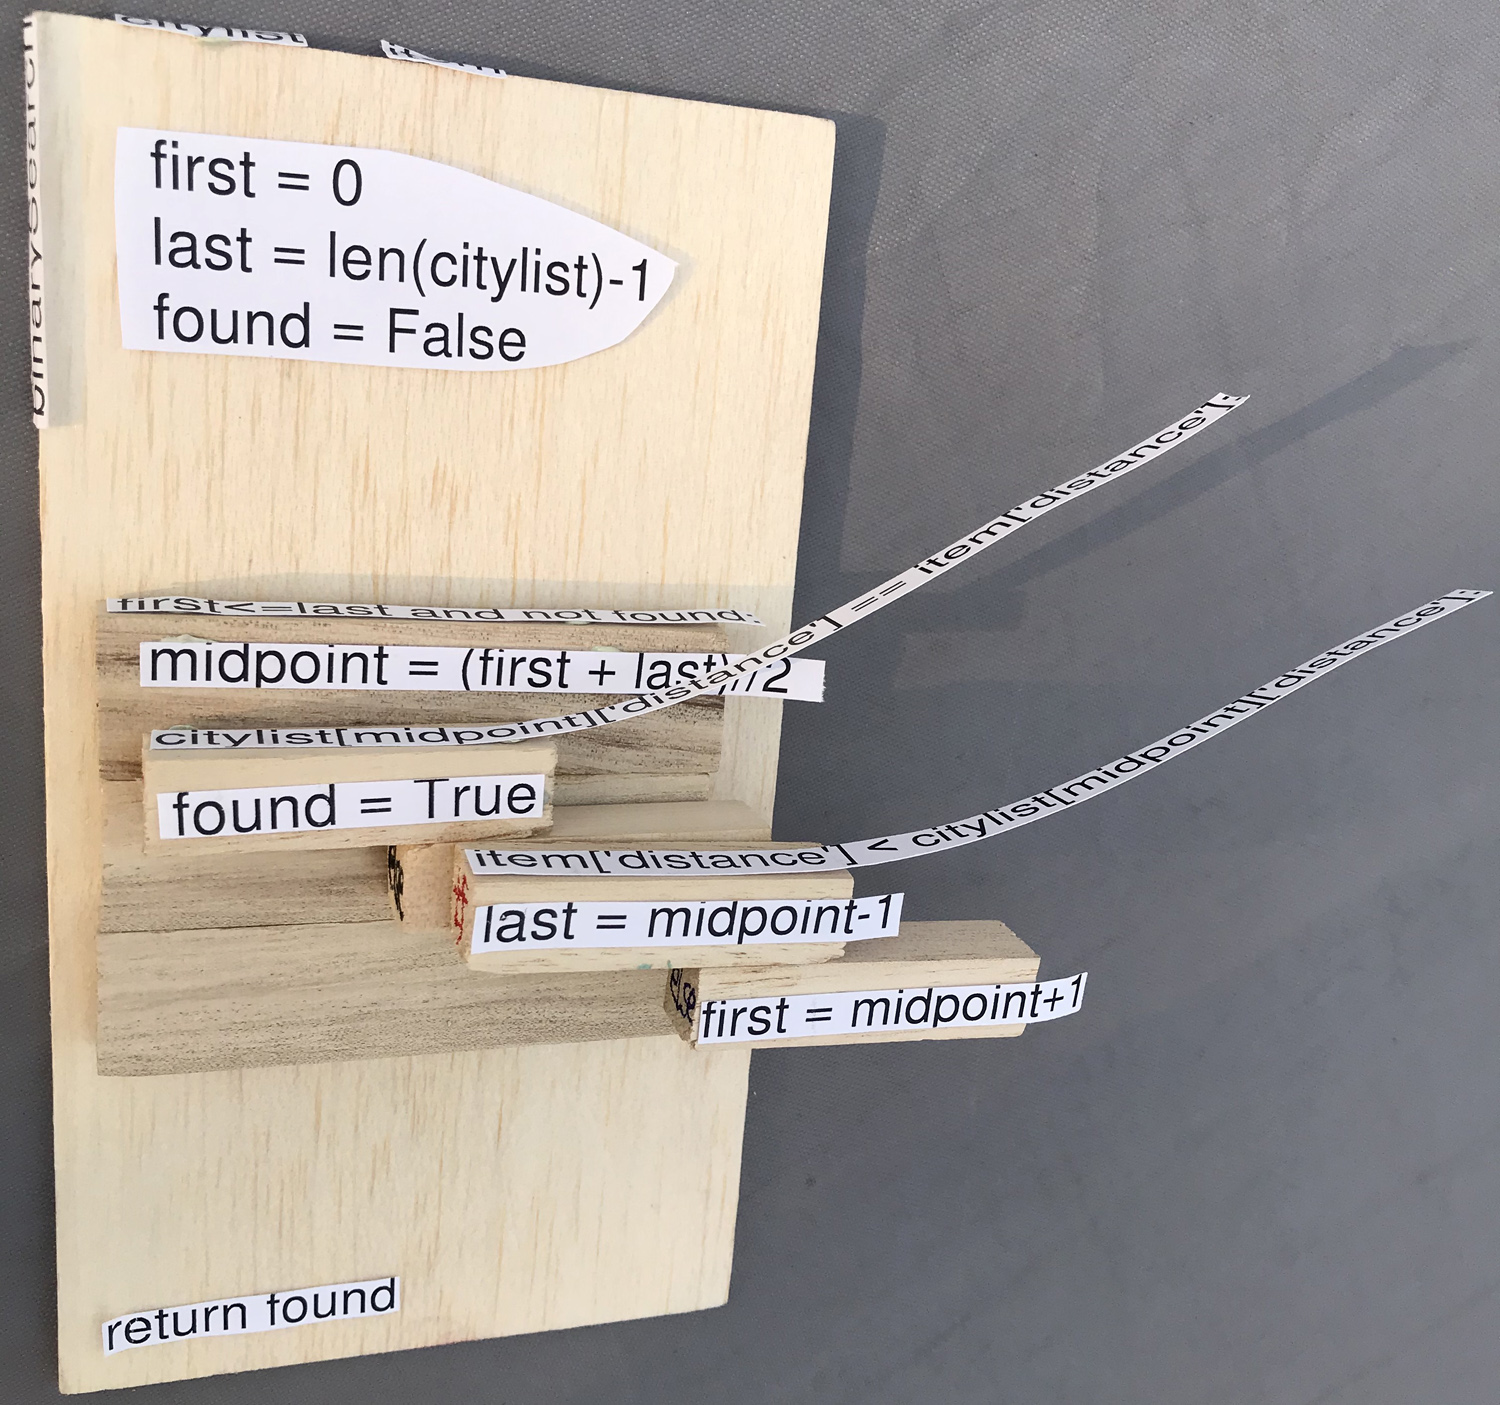 binarySearch
citylist
item
first = 0
last = len(citylist)-1
found = False
first<=last and not found:
midpoint = (first + last)//2
citylist[midpoint]['distance'] == item['distance']:
found = True
else
if
item['distance'] < citylist[midpoint]['distance']:
last = midpoint-1
else
first = midpoint+1
return found